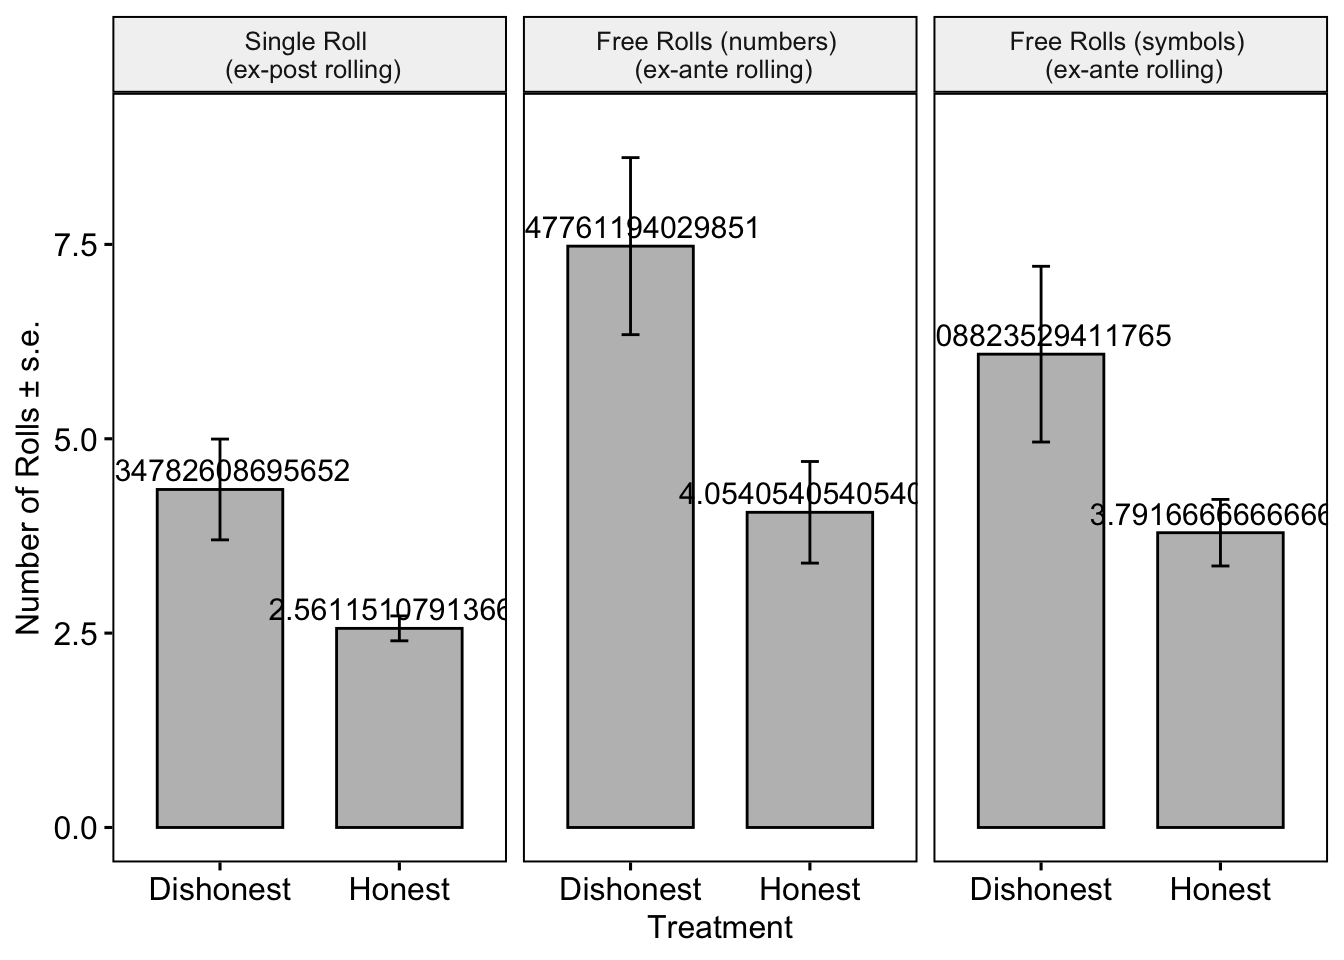 Single Roll
(ex-post rolling)
Free Rolls (numbers)
(ex-ante rolling)
Free Rolls (symbols)
(ex-ante rolling)
Number of Rolls ± s.e.
7.5
5.0
2.5
0.0
34782608695652
2.5611510791366
47761194029851
4.0540540540540
08823529411765
3.7916666666666
Dishonest Honest
Dishonest Honest
Dishonest Honest
Treatment